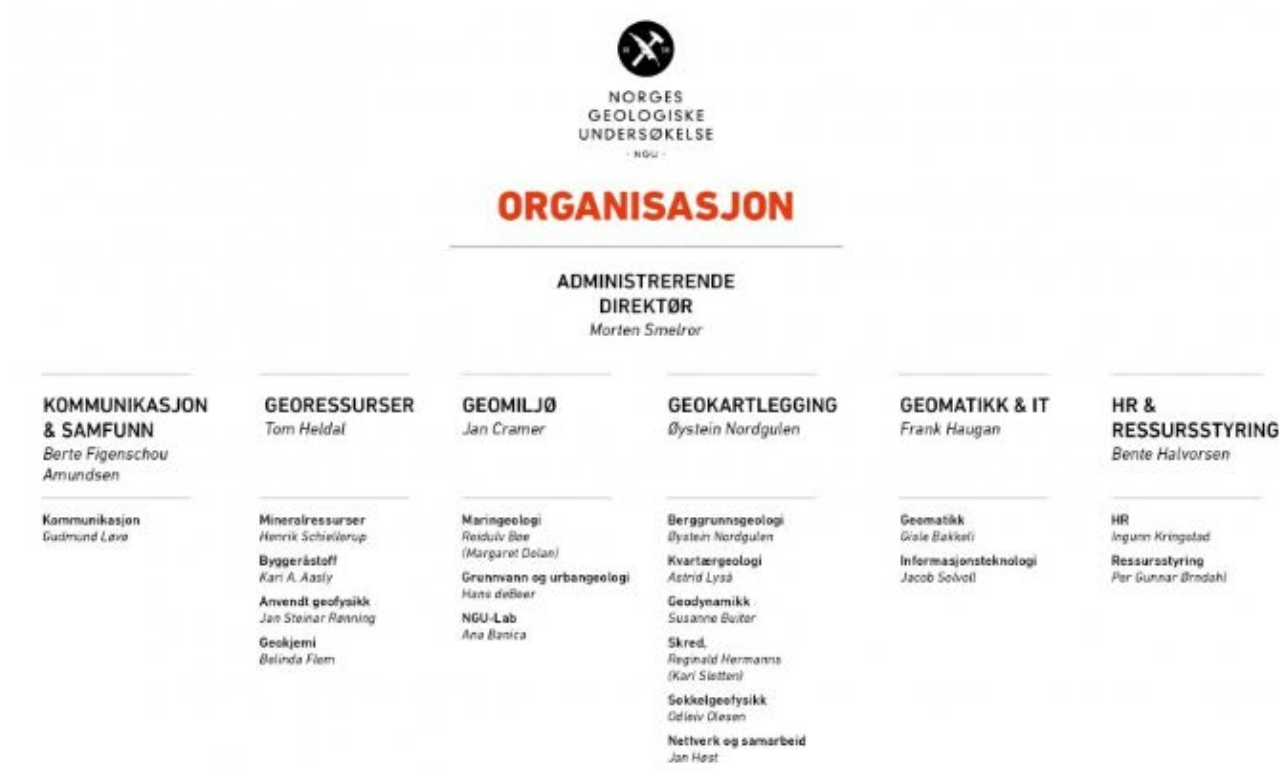 NORGES
GEOLOGISKE
UNDERSØKELSE
- NGU -
ORGANISASJON
ADMINISTRERENDE
DIREKTØR
Morten Smelror
KOMMUNIKASJON
& SAMFUNN
Berte Figenschou
Amundsen
Kommunikasjon
Gudmund Løvø
GEORESSURSER
Tom Heldal
Mineralressurser
Henrik Schiellerup
Byggeråstoff
Kari A. Aasly
Anvendt geofysikk
Jan Steinar Rønning
Geokjemi
Belinda Flem
GEOMILJØ
Jan Cramer
Maringeologi
Reidulv Bøe
(Margaret Dolan)
Grunnvann og urbangeologi
Hans deBeer
NGU-Lab
Ana Banica
GEOKARTLEGGING
Øystein Nordgulen
Berggrunnsgeologi
Øystein Nordgulen
Kvartærgeologi
Astrid Lyså
Geodynamikk
Susanne Buiter
Skred,
Reginald Hermanns
(Kari Sletten)
Sokkelgeofysikk
Odleiv Olesen
Nettverk og samarbeid
Jan Høst
GEOMATIKK & IT
Frank Haugan
Geomatikk
Gisle Bakkeli
Informasjonsteknologi
Jacob Solvoll
HR &
RESSURSSTYRING
Bente Halvorsen
HR
Ingunn Kringstad
Ressursstyring
Per Gunnar Ørndahl